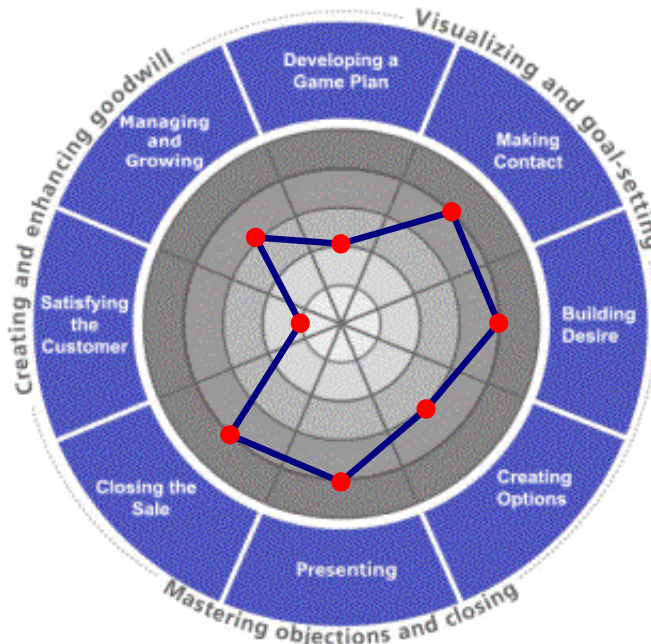 Visualizing and goal-setting
Creating and enhancing goodwill
Mastering objections and closing
Developing a
Game Plan
Making
Contact
Building
Desire
Creating
Options
Presenting
Closing the
Sale
Satisfying
the
Customer
Managing
and
Growing